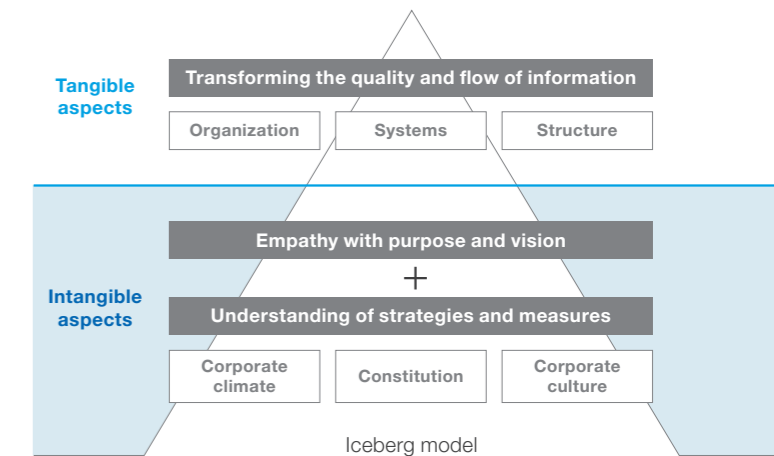 Tangible
aspects
Transforming the quality and flow of information
Organization
Systems
Structure
Intangible
aspects
Empathy with purpose and vision
+
Understanding of strategies and measures
Corporate
climate
Constitution
Corporate
culture
Iceberg model